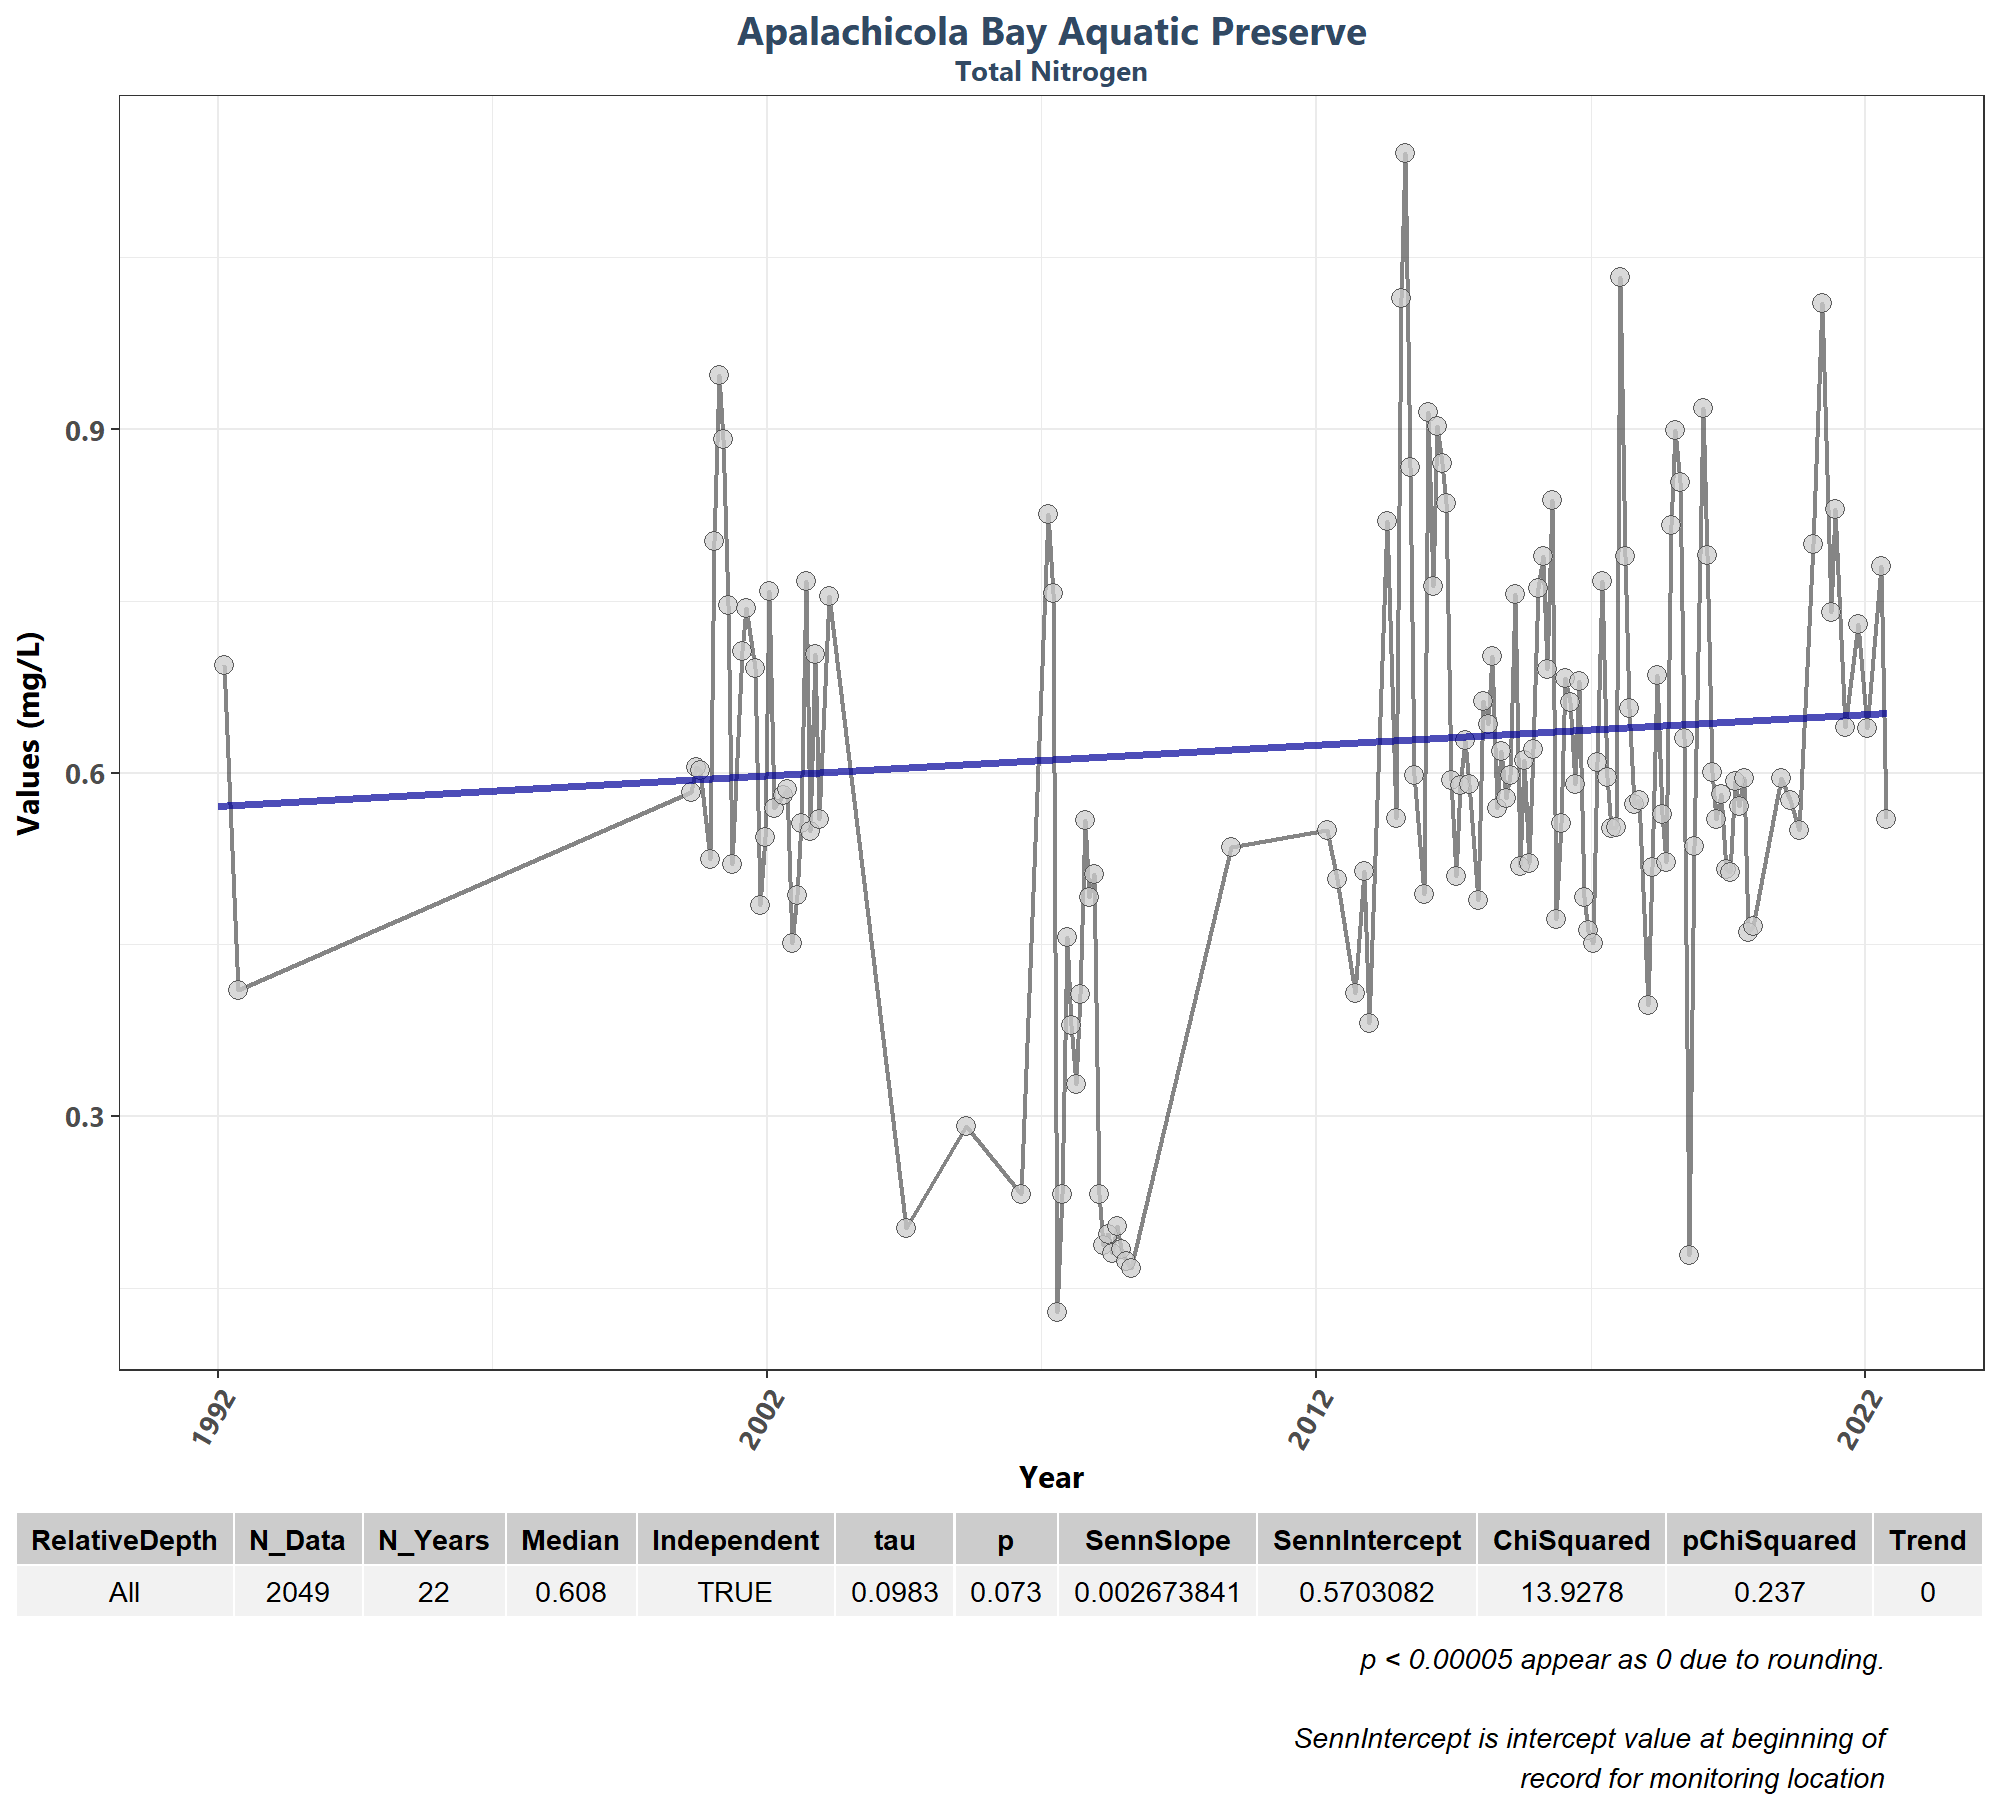 Apalachicola Bay Aquatic Preserve
Total Nitrogen
Values (mg/L)
0.9
0.6
0.3
1992
2002
2012
2022
Year
RelativeDepth N_Data N_Years Median Independent tau p SennSlope SennIntercept ChiSquared pChiSquared Trend
All 2049 22 0.608 TRUE 0.0983 0.073 0.002673841 0.5703082 13.9278 0.237 0
p < 0.00005 appear as 0 due to rounding.
SennIntercept is intercept value at beginning of
record for monitoring location